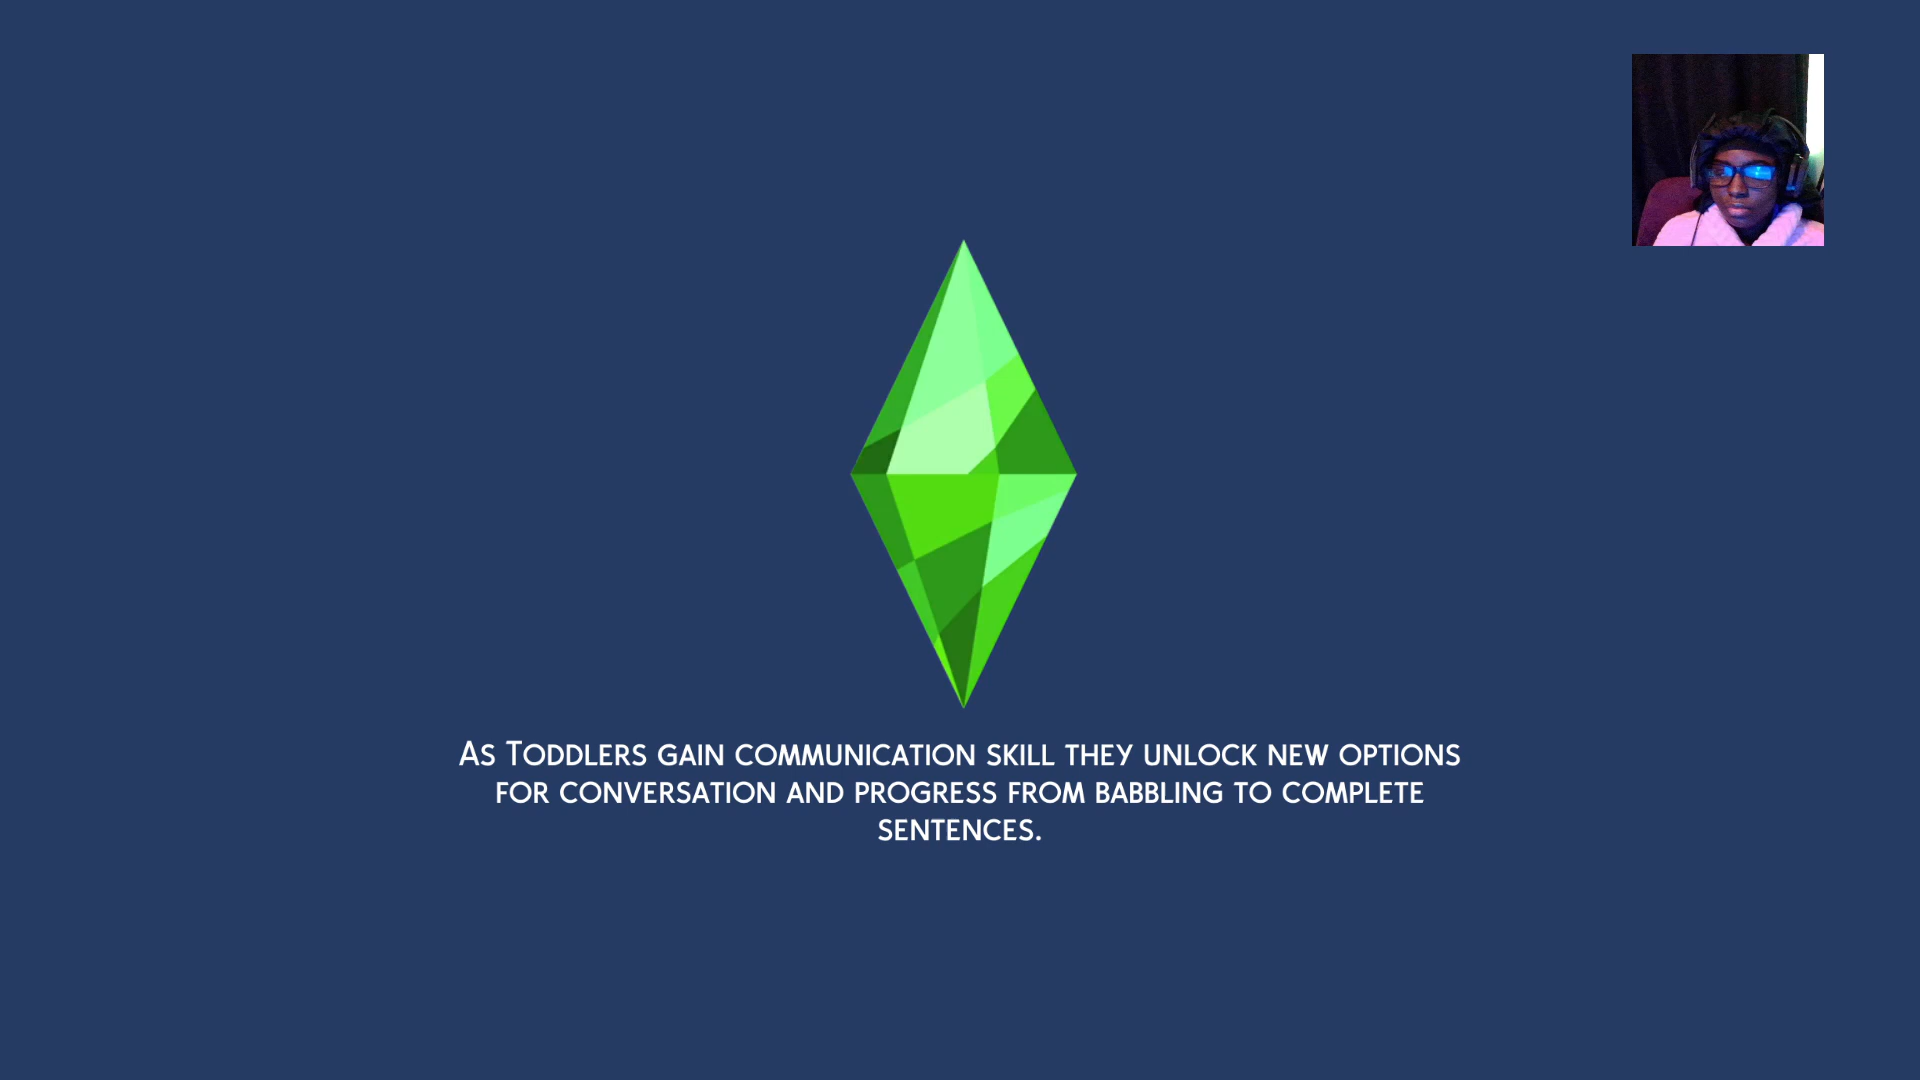 As Toddlers gain communication skill they unlock new options
for conversation and progress from babbling to complete
sentences.